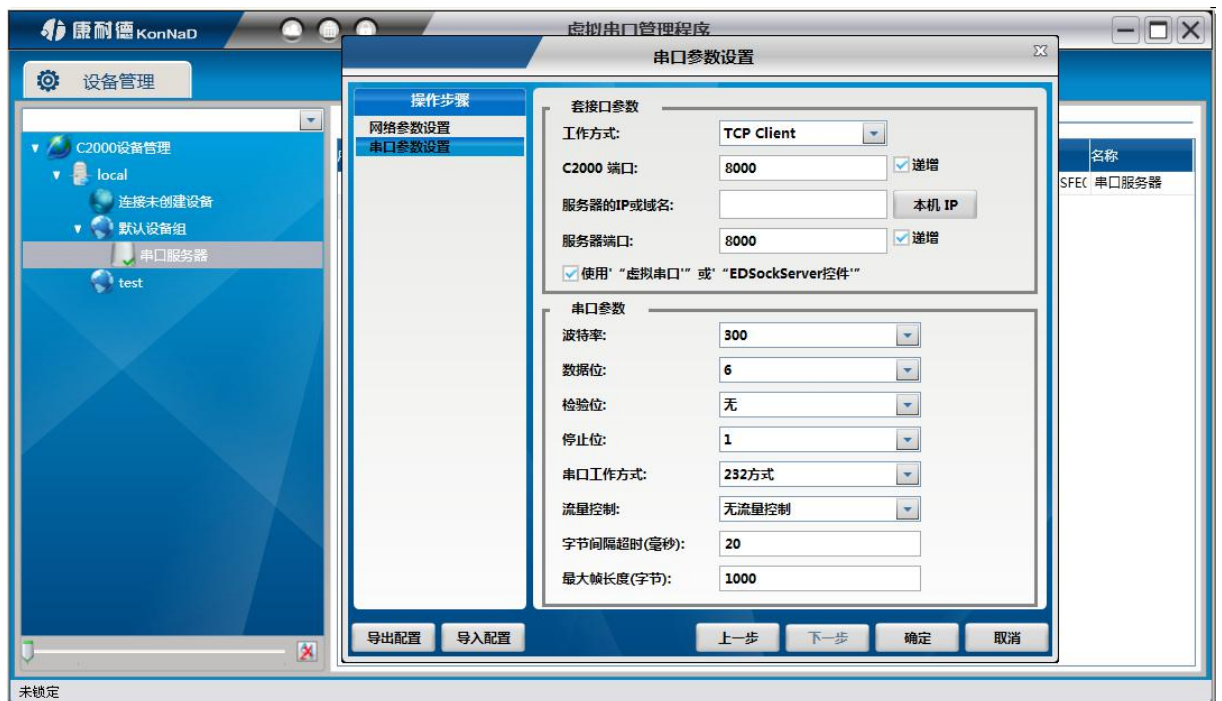 康耐德 KonNaD
虚拟串口管理程序
设备管理
C2000设备管理
local
连接未创建设备
默认设备组
串口服务器
test
名称
SFEC 串口服务器
串口参数设置
操作步骤
网络参数设置
串口参数设置
套接口参数
工作方式: TCP Client
C2000 端口: 8000 递增
服务器的IP或域名: 本机 IP
服务器端口: 8000 递增
使用' “虚拟串口'” 或' “EDSockServer控件'”
串口参数
波特率: 300
数据位: 6
检验位: 无
停止位: 1
串口工作方式: 232方式
流量控制: 无流量控制
字节间隔超时(毫秒): 20
最大帧长度(字节): 1000
导出配置 导入配置 上一步 下一步 确定 取消
未锁定